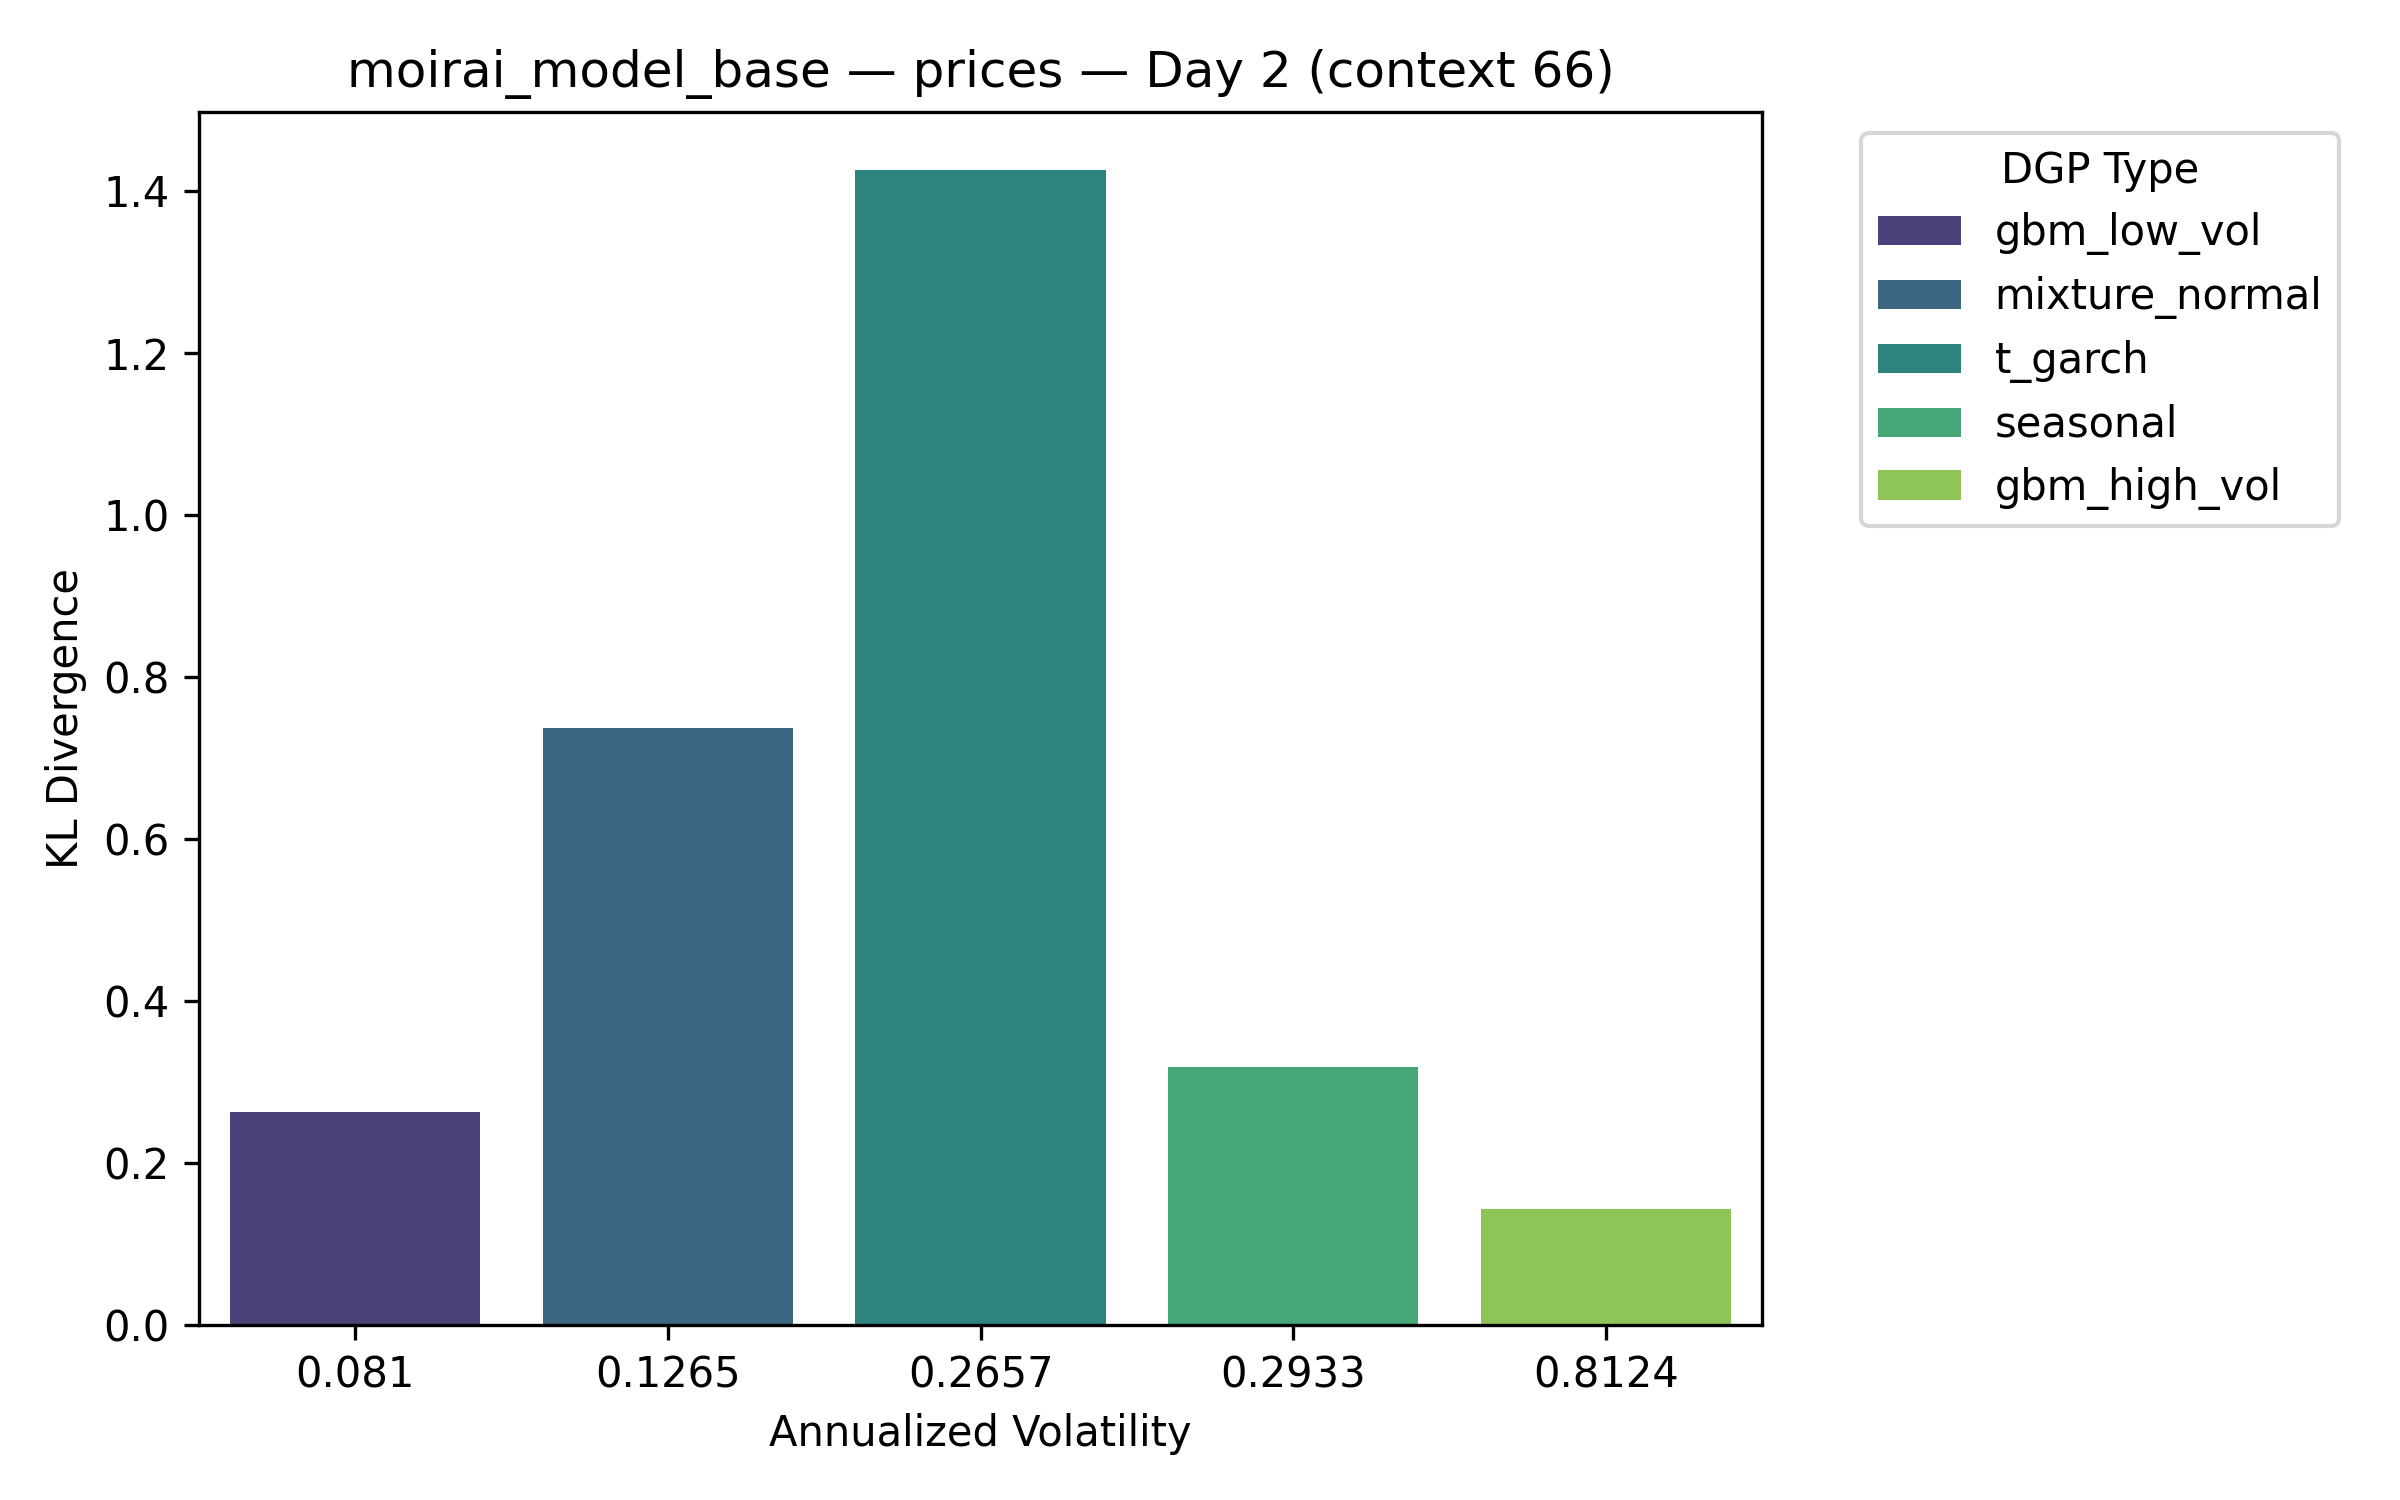 moirai_model_base — prices — Day 2 (context 66)
DGP Type
gbm_low_vol
mixture_normal
t_garch
seasonal
gbm_high_vol
KL Divergence
1.4
1.2
1.0
0.8
0.6
0.4
0.2
0.0
0.081 0.1265 0.2657 0.2933 0.8124
Annualized Volatility